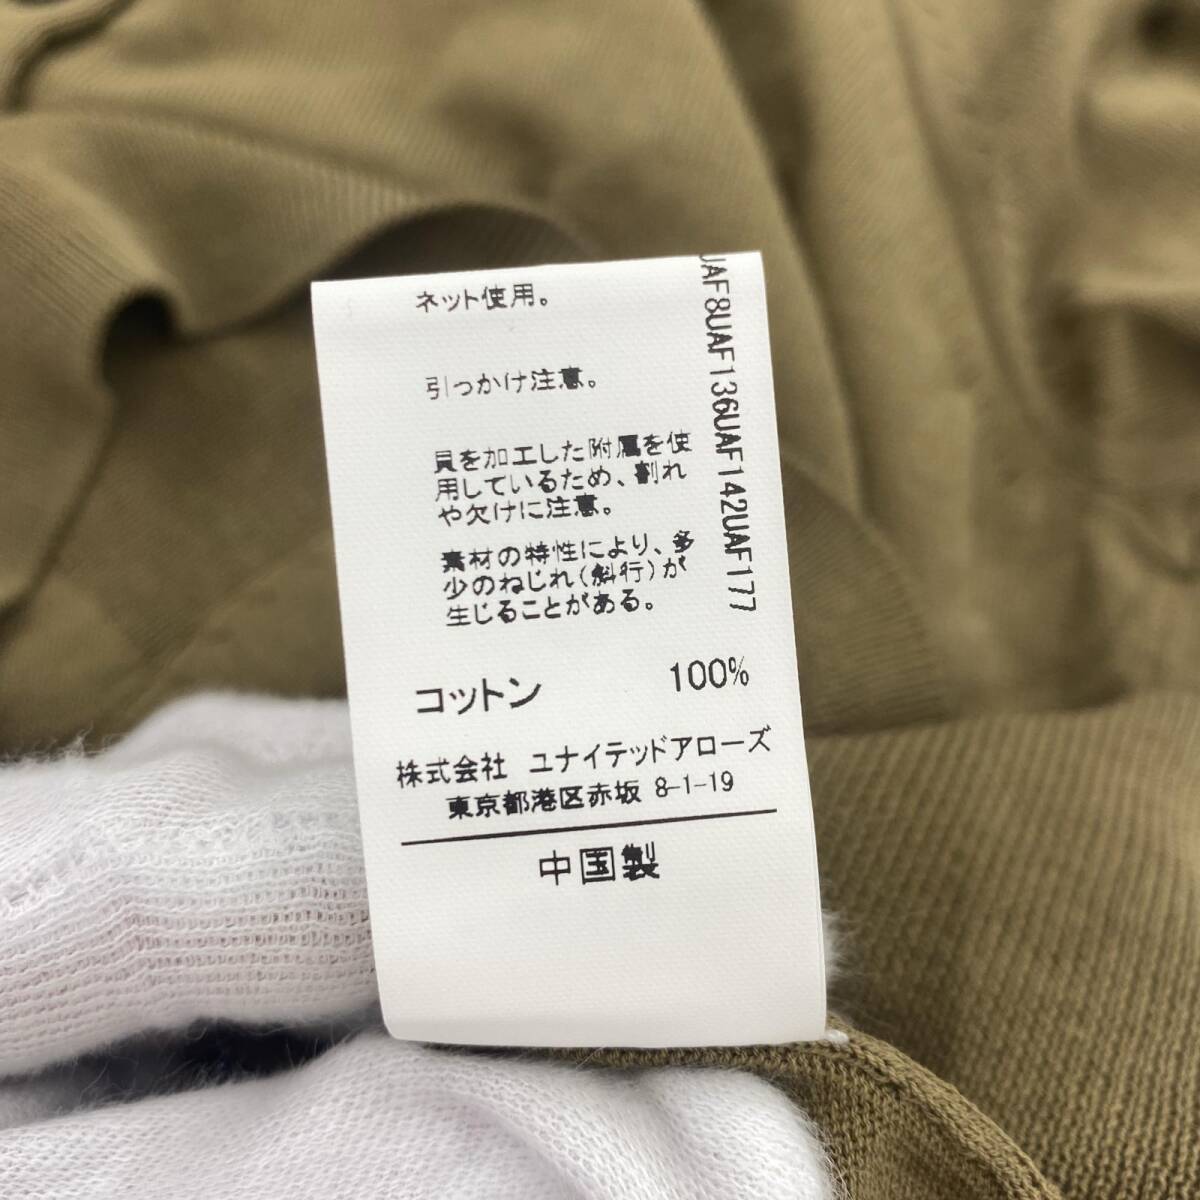 ネット使用。
引っかけ注意。
貝を加工した附属を使
用しているため、割れ
や欠けに注意。
素材の特性により、多
少のねじれ(斜行)が
生じることがある。
コットン 100%
株式会社 ユナイテッドアローズ
東京都港区赤坂 8-1-19
中国製
UAF8UAF136UAF142UAF177